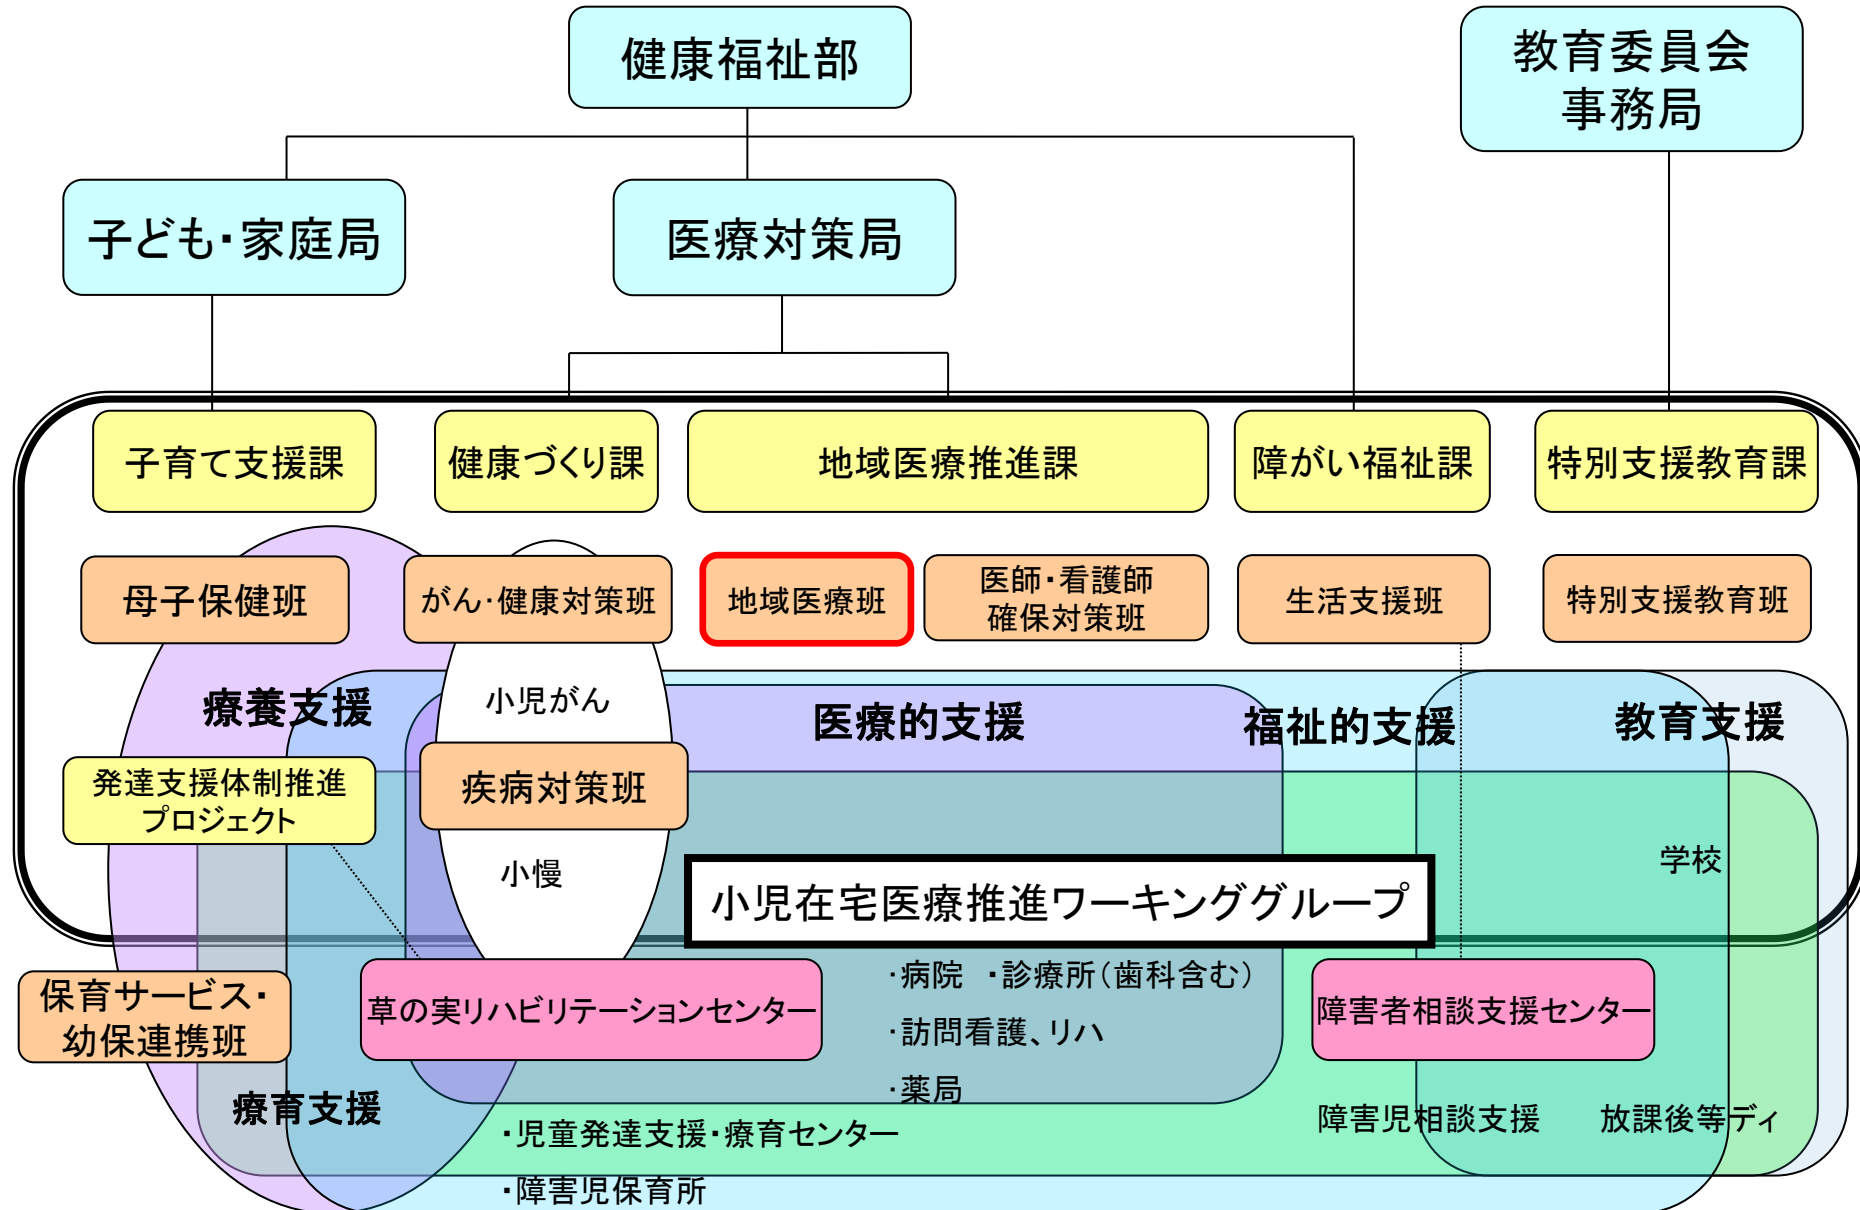 健康福祉部
教育委員会
事務局
子ども・家庭局
医療対策局
子育て支援課
健康づくり課
地域医療推進課
障がい福祉課
特別支援教育課
母子保健班
がん・健康対策班
地域医療班
医師・看護師
確保対策班
生活支援班
特別支援教育班
療養支援
小児がん
医療的支援
福祉的支援
教育支援
発達支援体制推進
プロジェクト
疾病対策班
小慢
学校
小児在宅医療推進ワーキンググループ
保育サービス・
幼保連携班
草の実リハビリテーションセンター
・病院　・診療所（歯科含む）
・訪問看護、リハ
・薬局
障害者相談支援センター
療育支援
・児童発達支援・療育センター
・障害児保育所
障害児相談支援
放課後等ディ